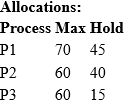 Allocations:
Process Max Hold
P1 70 45
P2 60 40
P3 60 15